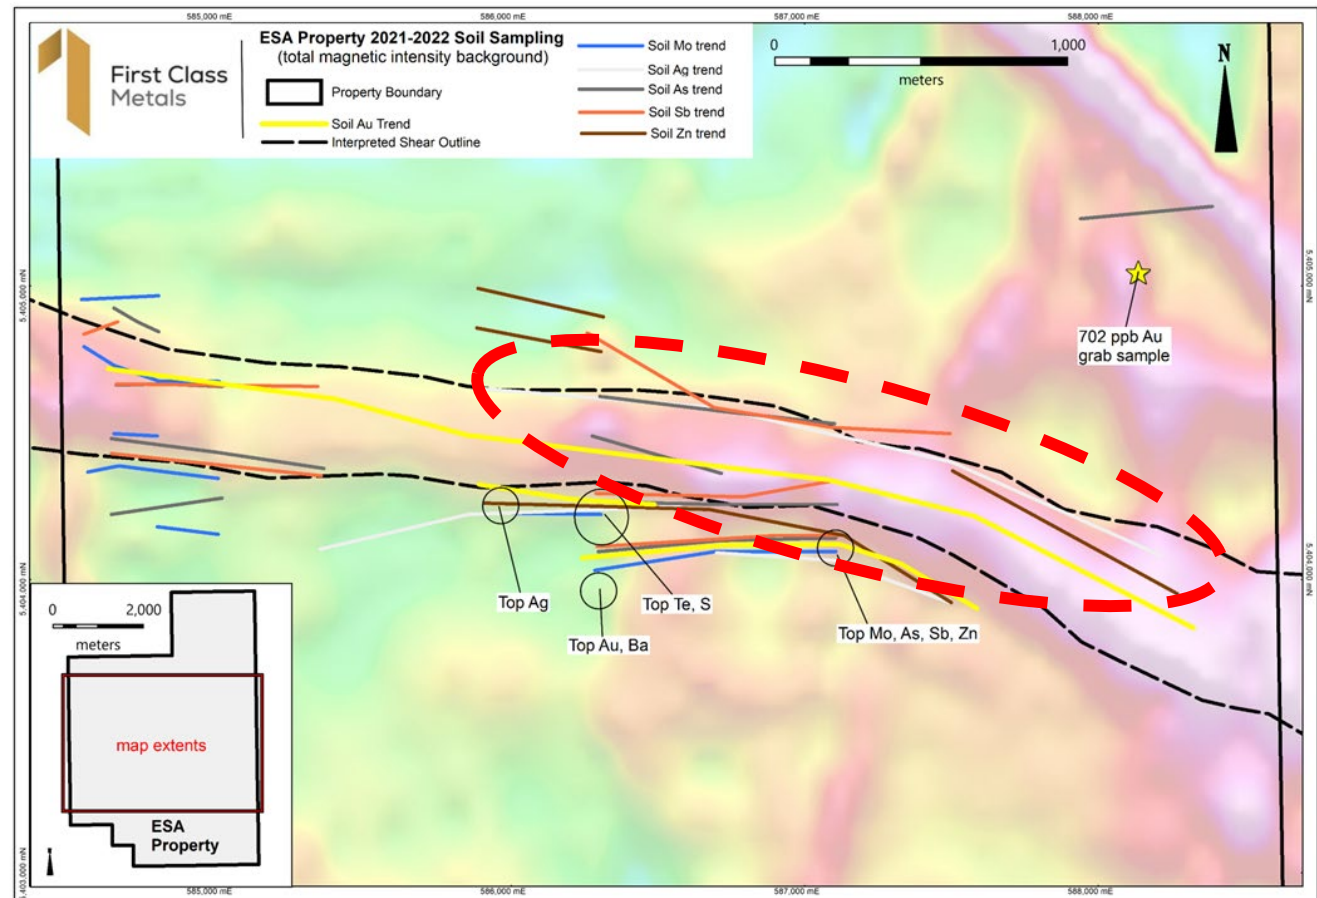 585,000 mE
586,000 mE
587,000 mE
588,000 mE
First Class
Metals
ESA Property 2021-2022 Soil Sampling
(total magnetic intensity background)
Property Boundary
Soil Au Trend
Interpreted Shear Outline
Soil Mo trend
Soil Ag trend
Soil As trend
Soil Sb trend
Soil Zn trend
0
1,000
meters
N
5,405,000 mN
5,405,000 mN
702 ppb Au
grab sample
5,404,000 mN
5,404,000 mN
Top Ag
Top Te, S
Top Au, Ba
Top Mo, As, Sb, Zn
0
2,000
meters
map extents
ESA
Property
N
5,403,000 mN
585,000 mE
586,000 mE
587,000 mE
588,000 mE